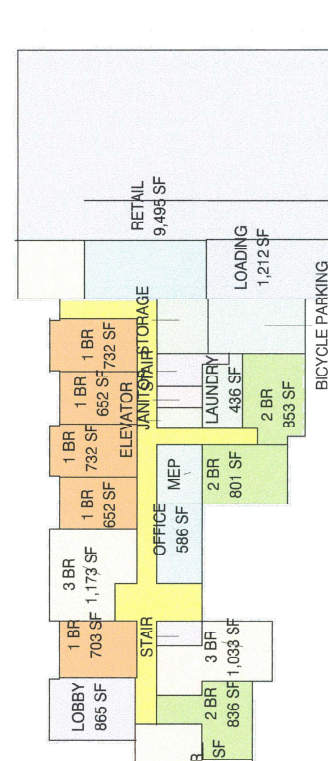 RETAIL
9,495 SF
LOADING
1,212 SF
BICYCLE PARKING
STORAGE
1 BR
732 SF
STAIR
1 BR
652 SF
JANITOR
ELEVATOR
LAUNDRY
436 SF
2 BR
853 SF
1 BR
732 SF
MEP
2 BR
801 SF
1 BR
652 SF
OFFICE
586 SF
3 BR
1,173 SF
1 BR
703 SF
STAIR
3 BR
1,033 SF
LOBBY
865 SF
2 BR
836 SF
SF